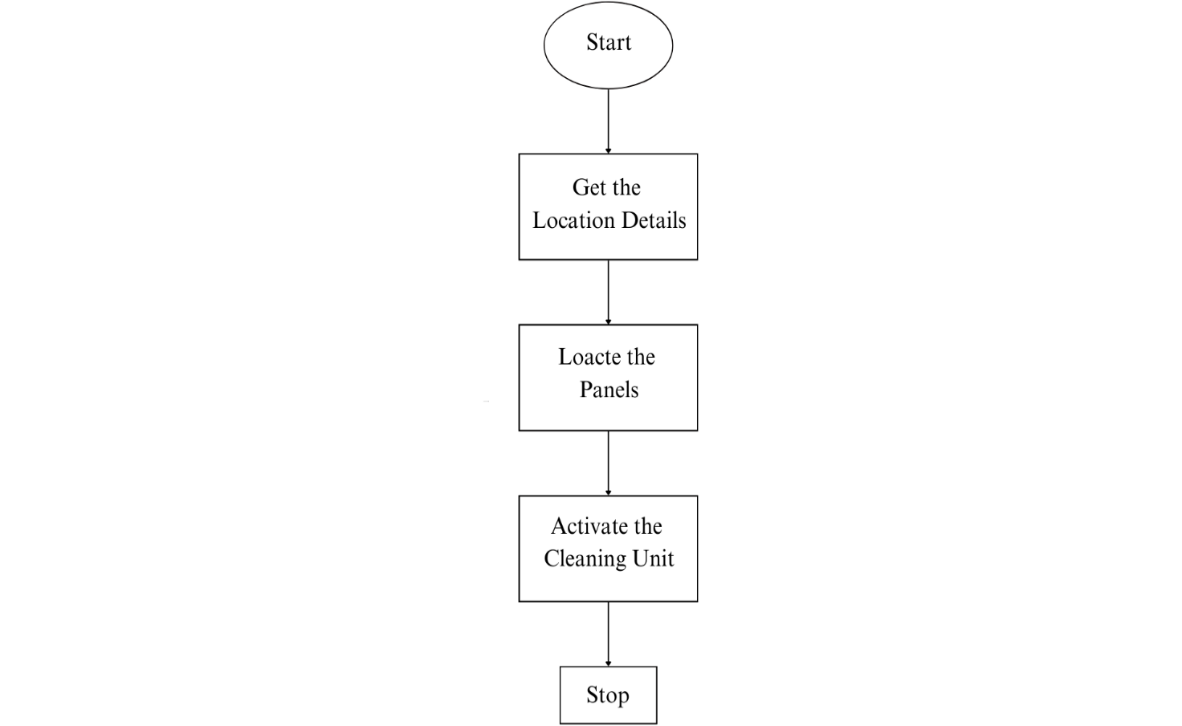 Start
Get the
Location Details
Loacte the
Panels
Activate the
Cleaning Unit
Stop